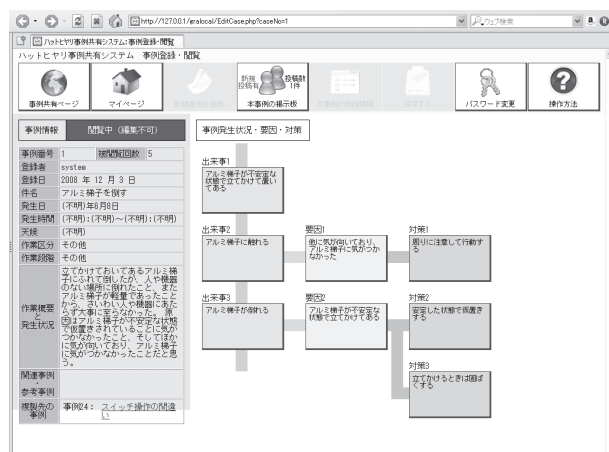 http://127.0.0.1/eralocal/EditCase.php?caseNo=1
ウェブ検索
ハットヒヤリ事例共有システム:事例登録・閲覧
ハットヒヤリ事例共有システム 事例登録・閲覧
事例共有ページ
マイページ
新規投稿有
投稿数1件
本事例の掲示板
パスワード変更
操作方法
事例情報
閲覧中（編集不可）
事例番号 1 被閲覧回数 5
登録者 system
登録日 2008 年 12 月 3 日
件名 アルミ梯子を倒す
発生日 (不明)年6月8日
発生時間 (不明):(不明)～(不明):(不明)
天候 (不明)
作業区分 その他
作業段階 その他
作業概要
と
発生状況
立てかけておいてあるアルミ梯
子にふれて倒したが、人や機器
のない場所に倒れたこと、また
アルミ梯子が軽量であったこと
から、さいわい人や機器にあた
らず大事に至らなかった。 原
因はアルミ梯子が不安定な状態
で仮置きされていることに気が
つかなかったこと、そしてほか
に気が向いており、アルミ梯子
に気がつかなかったことだと思
う。
関連事例
・
参考事例
複製先の
事例
事例24： スイッチ操作の間違
い
事例発生状況・要因・対策
出来事1
アルミ梯子が不安定な
状態で立てかけて置い
てある
出来事2
アルミ梯子に触れる
要因1
他に気が向いており、
アルミ梯子に気がつか
なかった
対策1
周りに注意して行動す
る
出来事3
アルミ梯子が倒れる
要因2
アルミ梯子が不安定な
状態で立てかけてある
対策2
安定した状態で仮置き
する
対策3
立てかけるときは固ば
くする